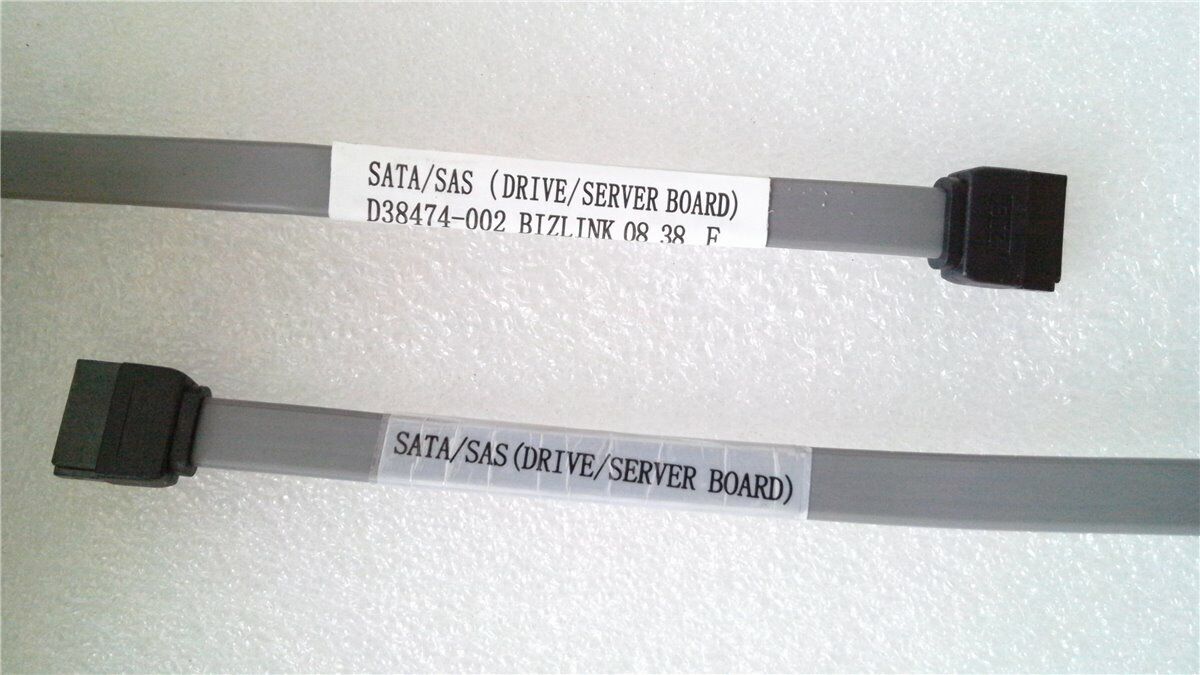 SATA/SAS (DRIVE/SERVER BOARD)
D38474-002 BIZLINK 08 38 F
SATA/SAS(DRIVE/SERVER BOARD)